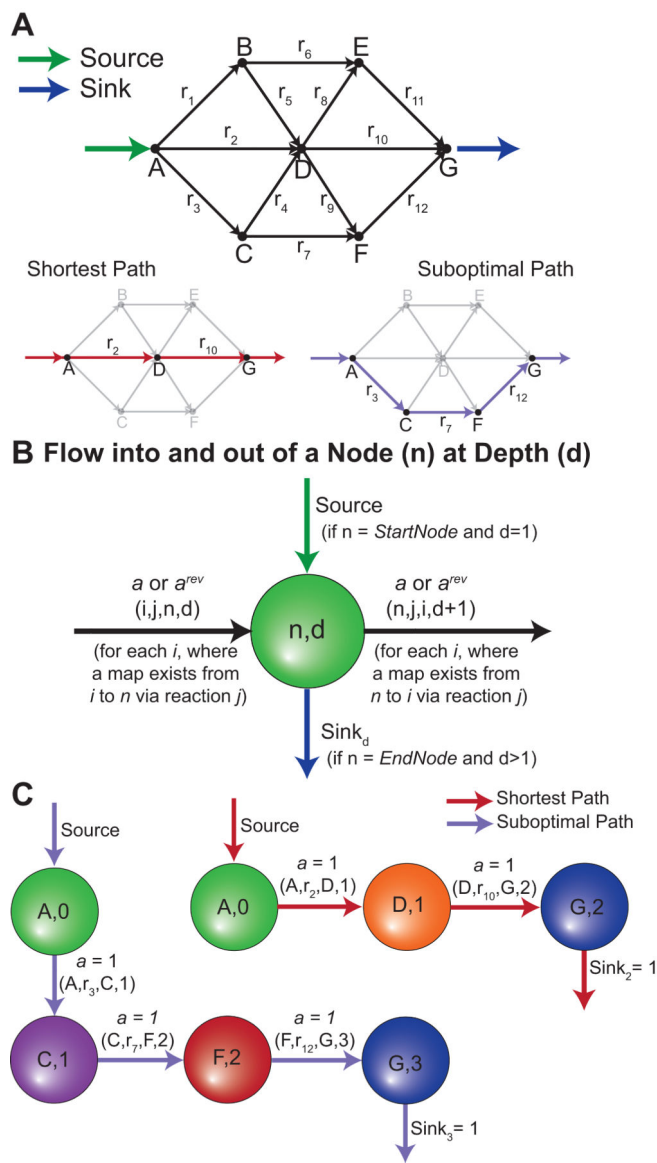 A
Source
Sink
B
r6
E
r1
r5
r8
r11
r2
r10
A
D
G
r3
r4
r9
r12
C
r7
F
Shortest Path
Suboptimal Path
B
E
r2
r10
A
D
G
C
F
B
E
A
D
G
r3
r12
C
r7
F
B Flow into and out of a Node (n) at Depth (d)
Source
(if n = StartNode and d=1)
a or a^rev
(i,j,n,d)
(for each i, where
a map exists from
i to n via reaction j)
n,d
a or a^rev
(n,j,i,d+1)
(for each i, where
a map exists from
n to i via reaction j)
Sink_d
(if n = EndNode and d>1)
C
Shortest Path
Suboptimal Path
Source
Source
A,0
A,0
a = 1
(A,r2,D,1)
D,1
a = 1
(D,r10,G,2)
G,2
Sink2= 1
a = 1
(A,r3,C,1)
C,1
a = 1
(C,r7,F,2)
F,2
a = 1
(F,r12,G,3)
G,3
Sink3= 1